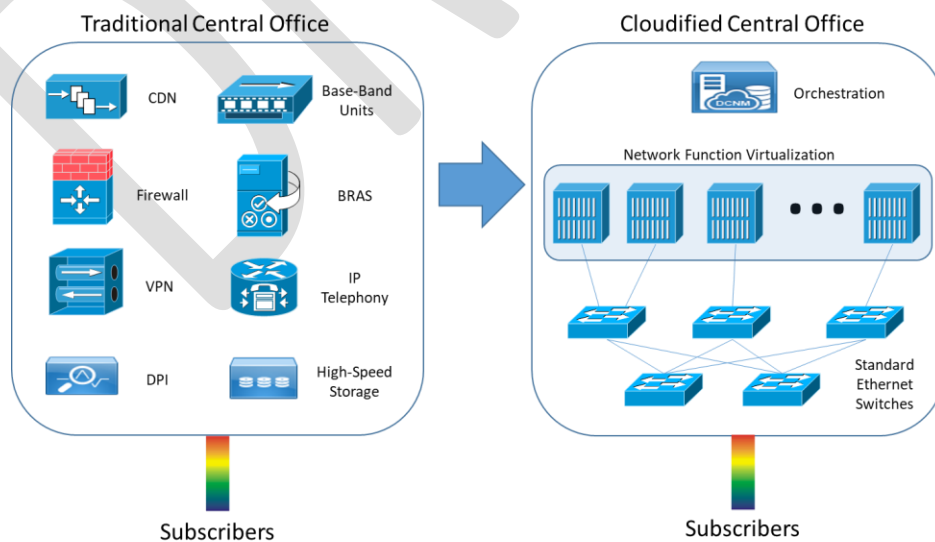 Traditional Central Office
CDN
Base-Band
Units
Firewall
BRAS
VPN
IP
Telephony
DPI
High-Speed
Storage
Subscribers
Cloudified Central Office
DCNM
Orchestration
Network Function Virtualization
Standard
Ethernet
Switches
Subscribers